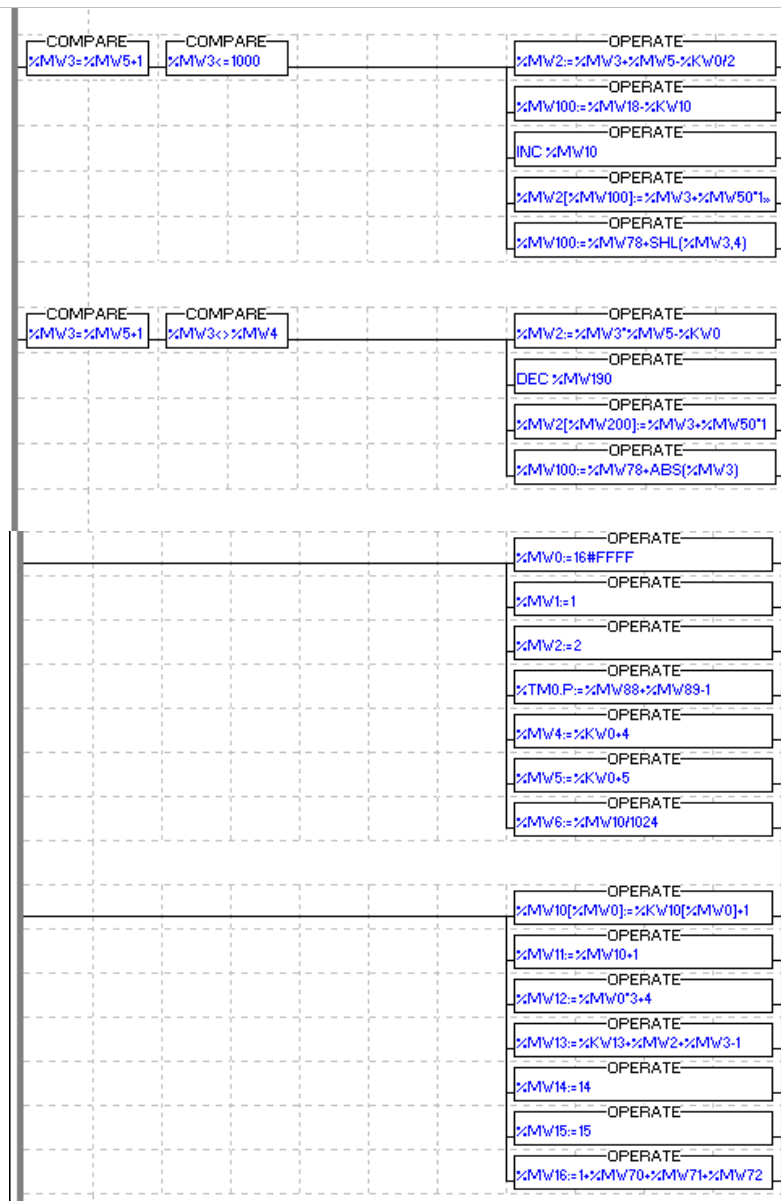 COMPARE COMPARE OPERATE
%MW3=%MW5+1 %MW3<=1000 %MW2:=%MW3+%MW5-%KW0/2
OPERATE
%MW100:=%MW18-%KW10
OPERATE
INC %MW10
OPERATE
%MW2[%MW100]:=%MW3+%MW50*1»
OPERATE
%MW100:=%MW78+SHL(%MW3,4)
COMPARE COMPARE OPERATE
%MW3=%MW5+1 %MW3<>%MW4 %MW2:=%MW3*%MW5-%KW0
OPERATE
DEC %MW190
OPERATE
%MW2[%MW200]:=%MW3+%MW50*1
OPERATE
%MW100:=%MW78+ABS(%MW3)
OPERATE
%MW0:=16#FFFF
OPERATE
%MW1:=1
OPERATE
%MW2:=2
OPERATE
%TM0.P:=%MW88+%MW89-1
OPERATE
%MW4:=%KW0+4
OPERATE
%MW5:=%KW0+5
OPERATE
%MW6:=%MW10/1024
OPERATE
%MW10[%MW0]:=%KW10[%MW0]+1
OPERATE
%MW11:=%MW10+1
OPERATE
%MW12:=%MW0*3+4
OPERATE
%MW13:=%KW13+%MW2+%MW3-1
OPERATE
%MW14:=14
OPERATE
%MW15:=15
OPERATE
%MW16:=1+%MW70+%MW71+%MW72